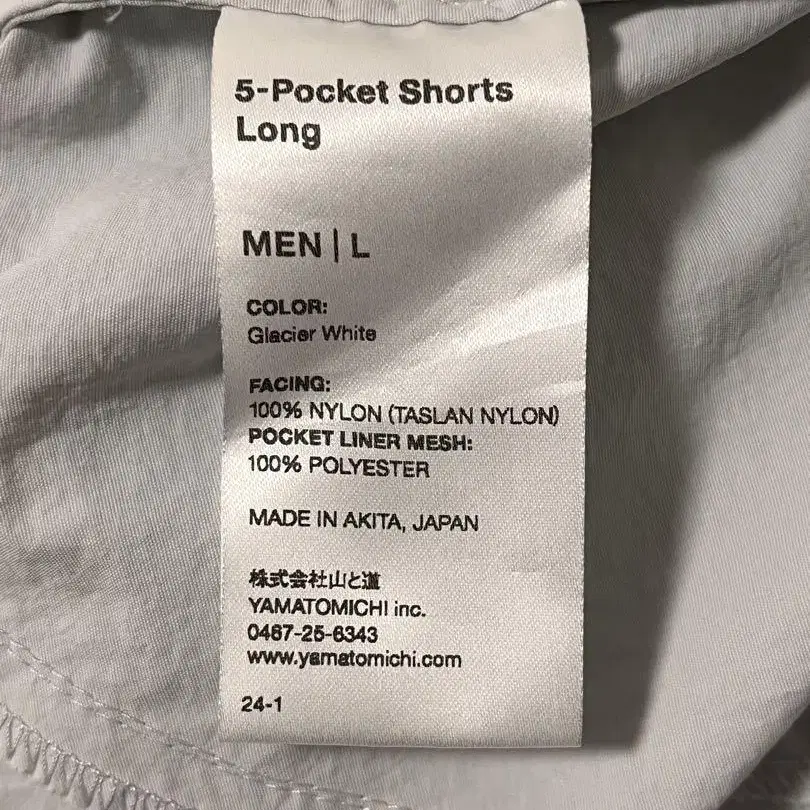 5-Pocket Shorts
Long
MEN | L
COLOR:
Glacier White
FACING:
100% NYLON (TASLAN NYLON)
POCKET LINER MESH:
100% POLYESTER
MADE IN AKITA, JAPAN
株式会社山と道
YAMATOMICHI inc.
0467-25-6343
www.yamatomichi.com
24-1